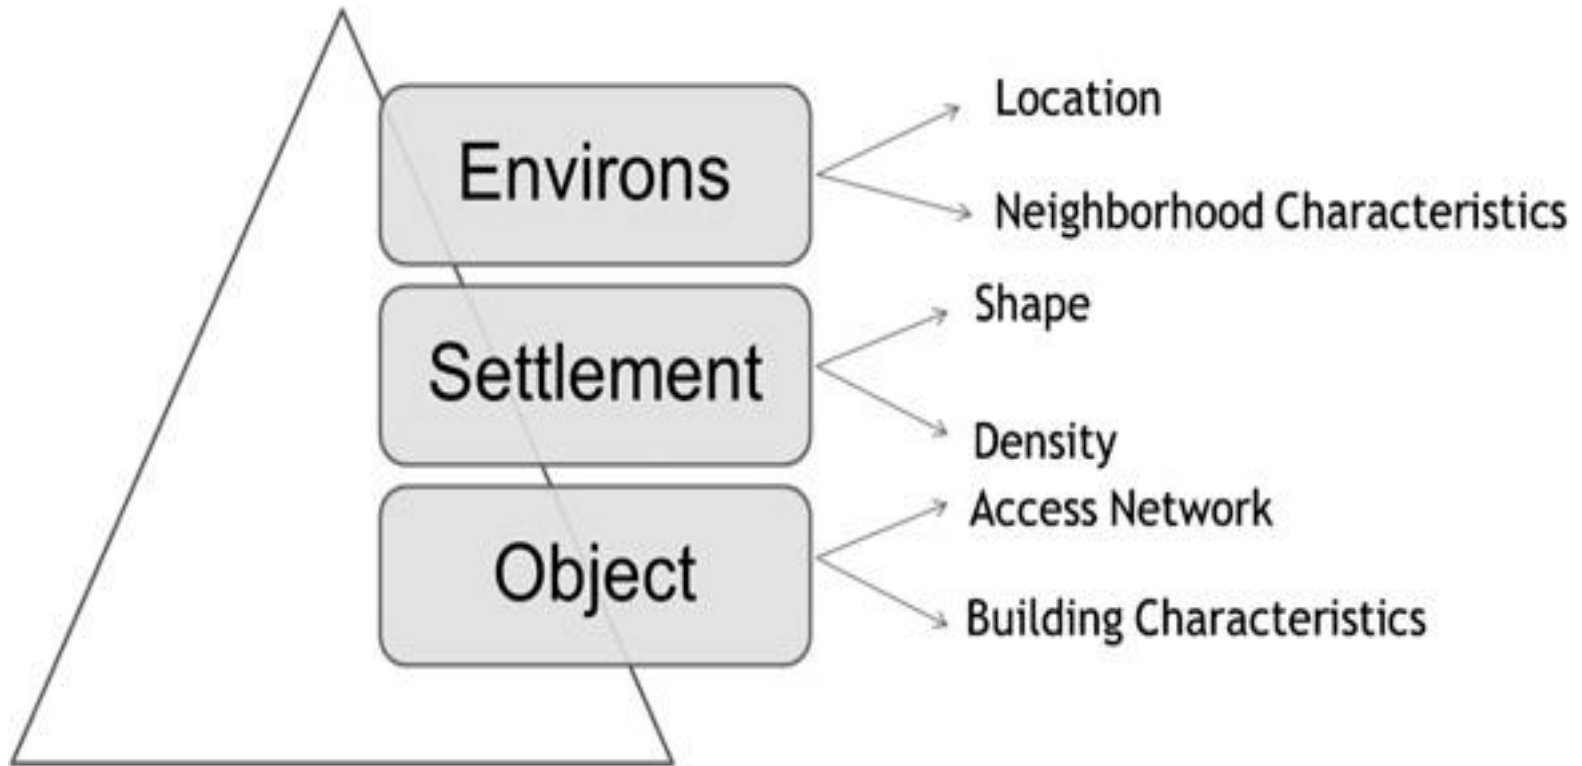 Environs
Location
Neighborhood Characteristics
Settlement
Shape
Density
Object
Access Network
Building Characteristics